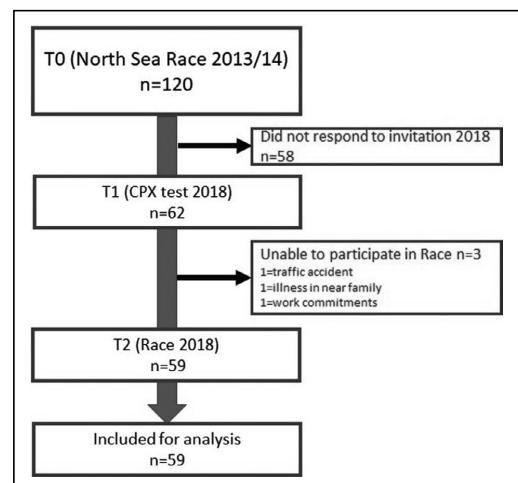 T0 (North Sea Race 2013/14)
n=120
Did not respond to invitation 2018
n=58
T1 (CPX test 2018)
n=62
Unable to participate in Race n=3
1=traffic accident
1=illness in near family
1=work commitments
T2 (Race 2018)
n=59
Included for analysis
n=59